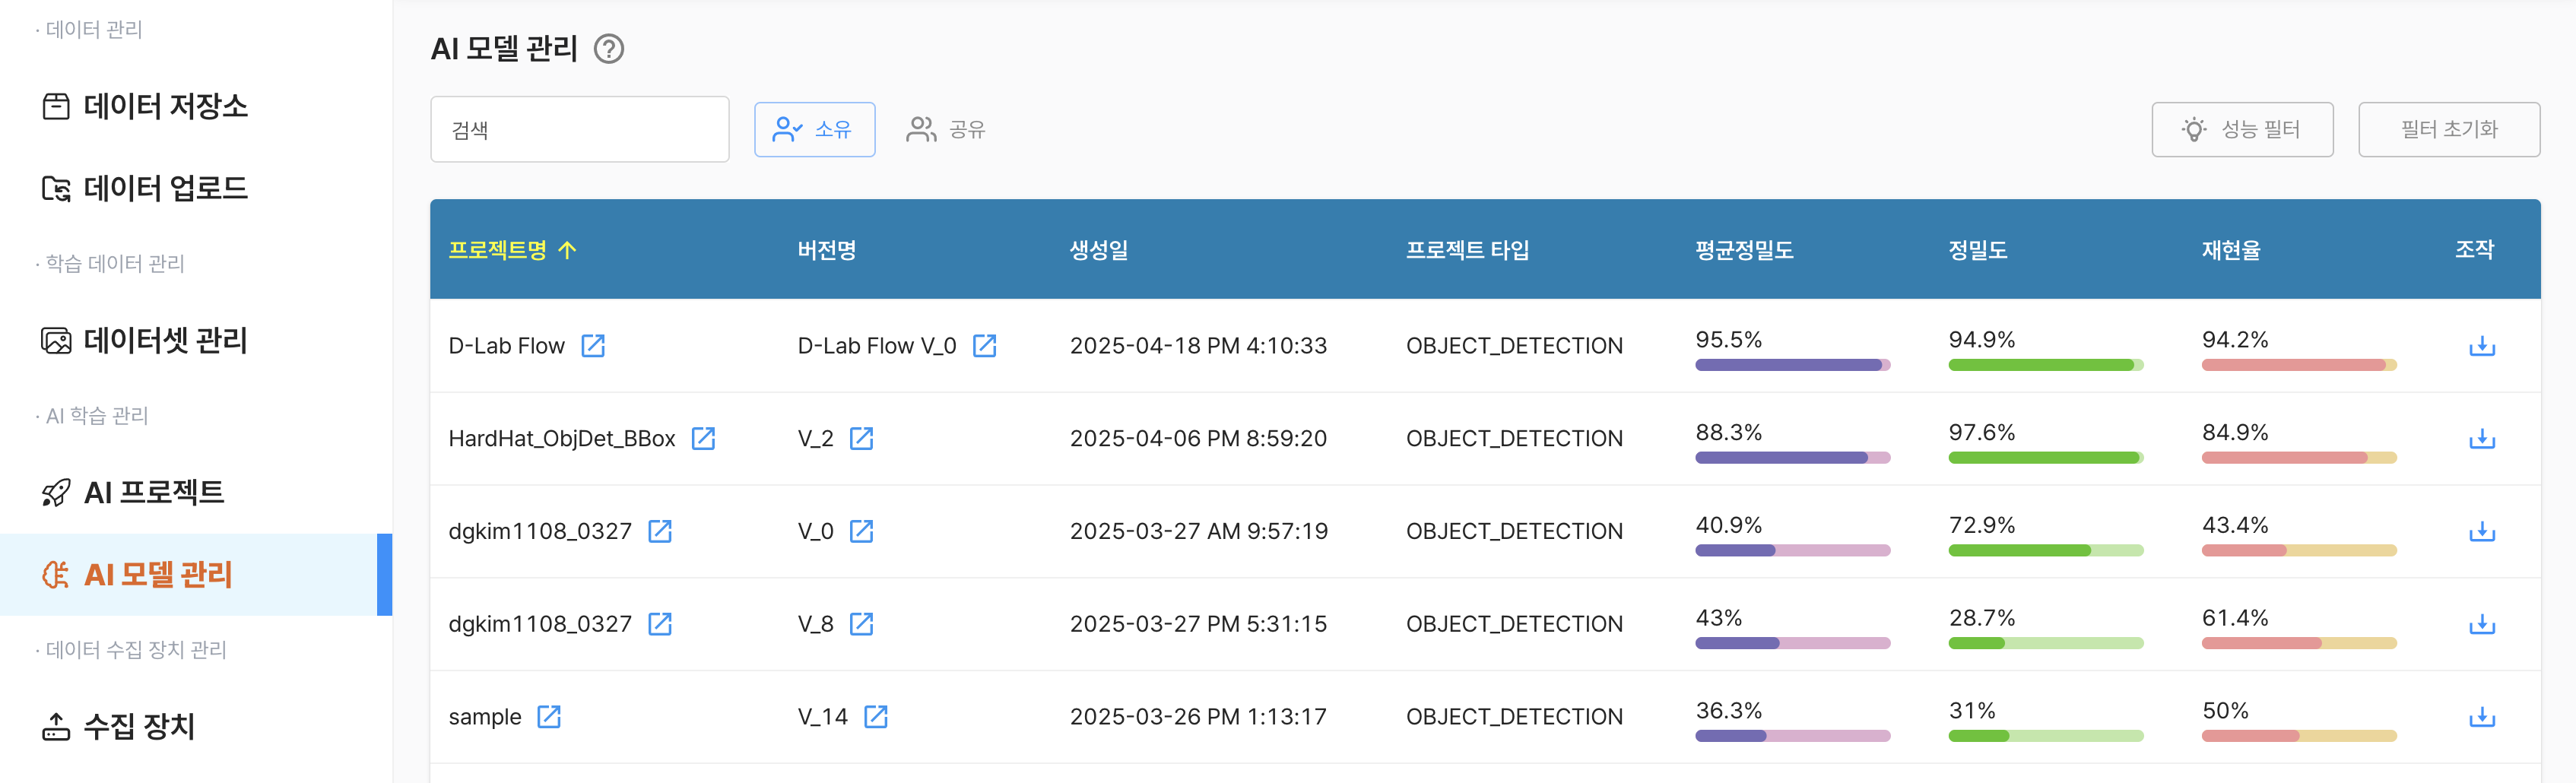 · 데이터 관리
데이터 저장소
데이터 업로드
· 학습 데이터 관리
데이터셋 관리
· AI 학습 관리
AI 프로젝트
AI 모델 관리
· 데이터 수집 장치 관리
수집 장치
AI 모델 관리 ?
검색 소유 공유 성능 필터 필터 초기화
프로젝트명 ↑ 버전명 생성일 프로젝트 타입 평균정밀도 정밀도 재현율 조작
D-Lab Flow D-Lab Flow V_0 2025-04-18 PM 4:10:33 OBJECT_DETECTION 95.5% 94.9% 94.2%
HardHat_ObjDet_BBox V_2 2025-04-06 PM 8:59:20 OBJECT_DETECTION 88.3% 97.6% 84.9%
dgkim1108_0327 V_0 2025-03-27 AM 9:57:19 OBJECT_DETECTION 40.9% 72.9% 43.4%
dgkim1108_0327 V_8 2025-03-27 PM 5:31:15 OBJECT_DETECTION 43% 28.7% 61.4%
sample V_14 2025-03-26 PM 1:13:17 OBJECT_DETECTION 36.3% 31% 50%